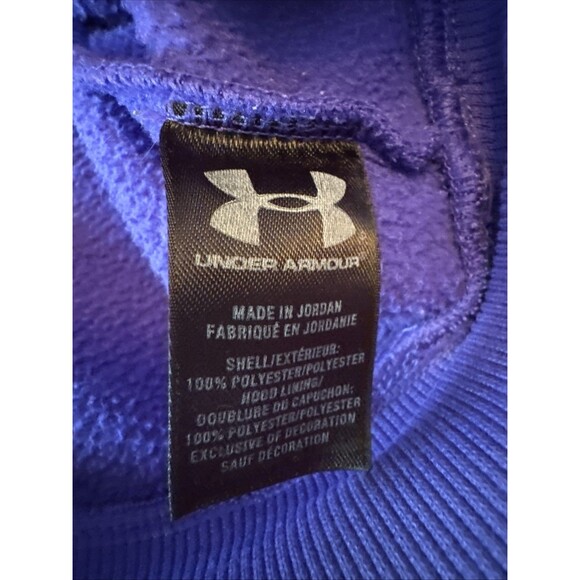 UNDER ARMOUR
MADE IN JORDAN
FABRIQUÉ EN JORDANIE
SHELL/EXTÉRIEUR:
100% POLYESTER/POLYESTER
HOOD LINING/
DOUBLURE DU CAPUCHON:
100% POLYESTER/POLYESTER
EXCLUSIVE OF DECORATION
SAUF DÉCORATION